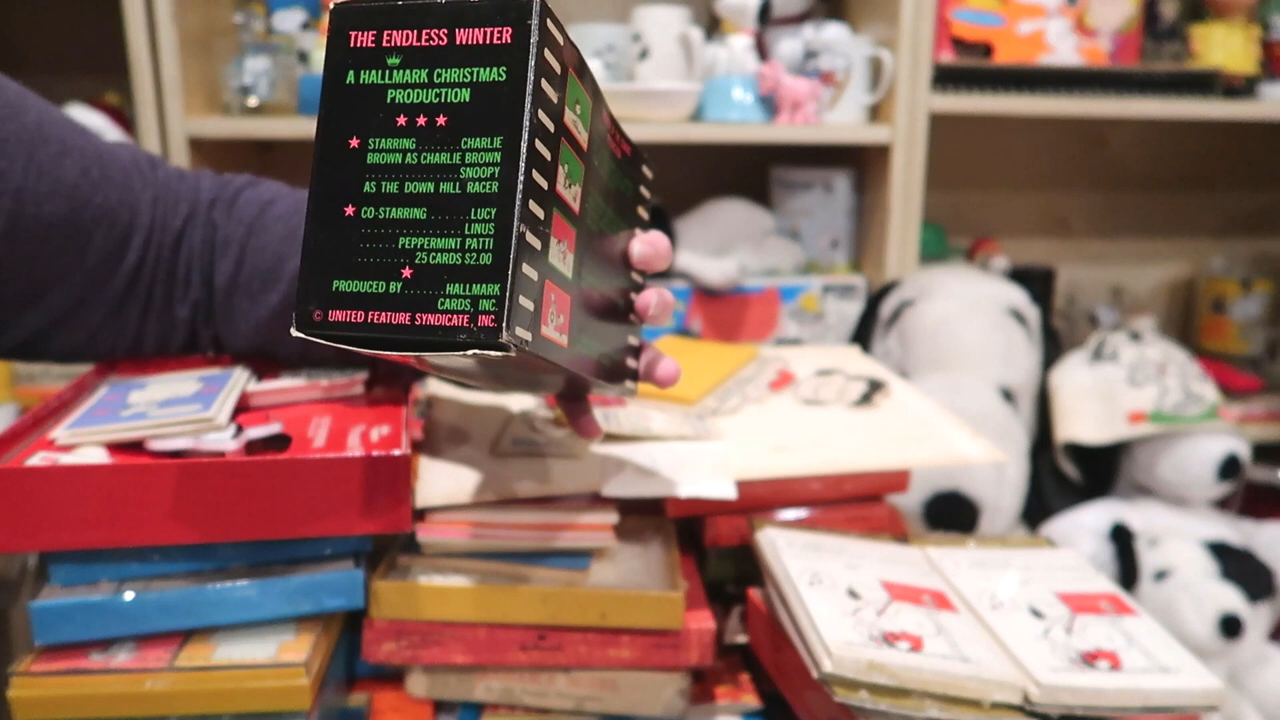 THE ENDLESS WINTER
A HALLMARK CHRISTMAS
PRODUCTION
STARRING.......CHARLIE
BROWN AS CHARLIE BROWN
..............SNOOPY
AS THE DOWN HILL RACER
CO-STARRING......LUCY
..............LINUS
......PEPPERMINT PATTI
........25 CARDS $2.00
PRODUCED BY.......HALLMARK
CARDS, INC.
© UNITED FEATURE SYNDICATE, INC.